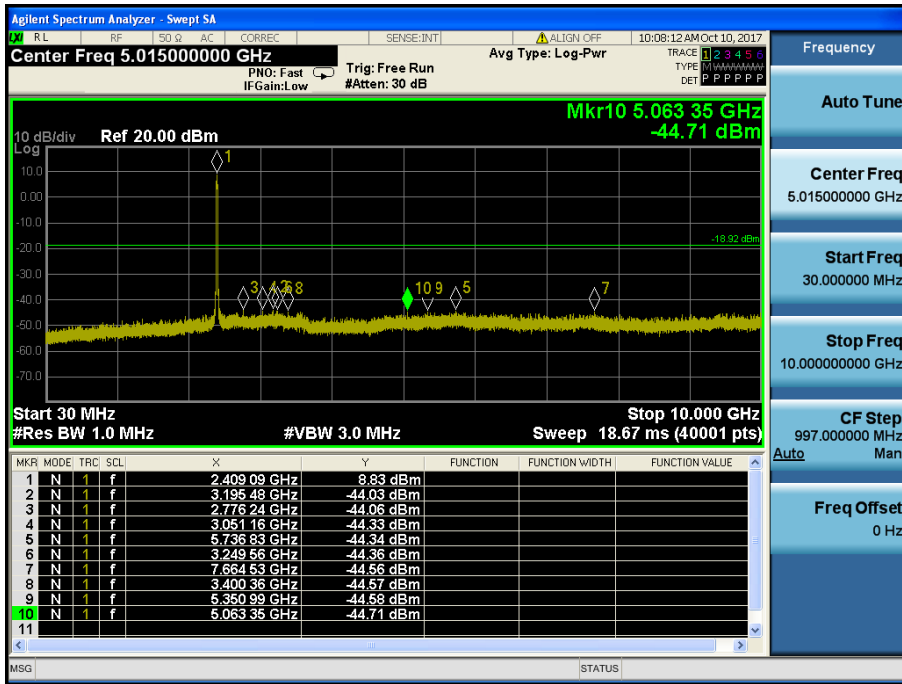 Agilent Spectrum Analyzer - Swept SA
LXI RL RF 50 Ω AC CORREC SENSE:INT ALIGN OFF 10:08:12 AM Oct 10, 2017
Center Freq 5.015000000 GHz
PNO: Fast
IFGain:Low
Trig: Free Run
#Atten: 30 dB
Avg Type: Log-Pwr
TRACE 1 2 3 4 5 6
TYPE M WWWWW
DET P P P P P P
Mkr10 5.063 35 GHz
-44.71 dBm
10 dB/div Ref 20.00 dBm
Log
10.0
0.00
-10.0
-20.0
-30.0
-40.0
-50.0
-60.0
-70.0
1
-18.92 dBm
3 4 2 6 8 10 9 5 7
Start 30 MHz Stop 10.000 GHz
#Res BW 1.0 MHz #VBW 3.0 MHz Sweep 18.67 ms (40001 pts)
MKR MODE TRC SCL X Y FUNCTION FUNCTION WIDTH FUNCTION VALUE
1 N 1 f 2.409 09 GHz 8.83 dBm
2 N 1 f 3.195 48 GHz -44.03 dBm
3 N 1 f 2.776 24 GHz -44.06 dBm
4 N 1 f 3.051 16 GHz -44.33 dBm
5 N 1 f 5.736 83 GHz -44.34 dBm
6 N 1 f 3.249 56 GHz -44.36 dBm
7 N 1 f 7.664 53 GHz -44.56 dBm
8 N 1 f 3.400 36 GHz -44.57 dBm
9 N 1 f 5.350 99 GHz -44.58 dBm
10 N 1 f 5.063 35 GHz -44.71 dBm
11
MSG STATUS
Frequency
Auto Tune
Center Freq
5.015000000 GHz
Start Freq
30.000000 MHz
Stop Freq
10.000000000 GHz
CF Step
997.000000 MHz
Auto Man
Freq Offset
0 Hz